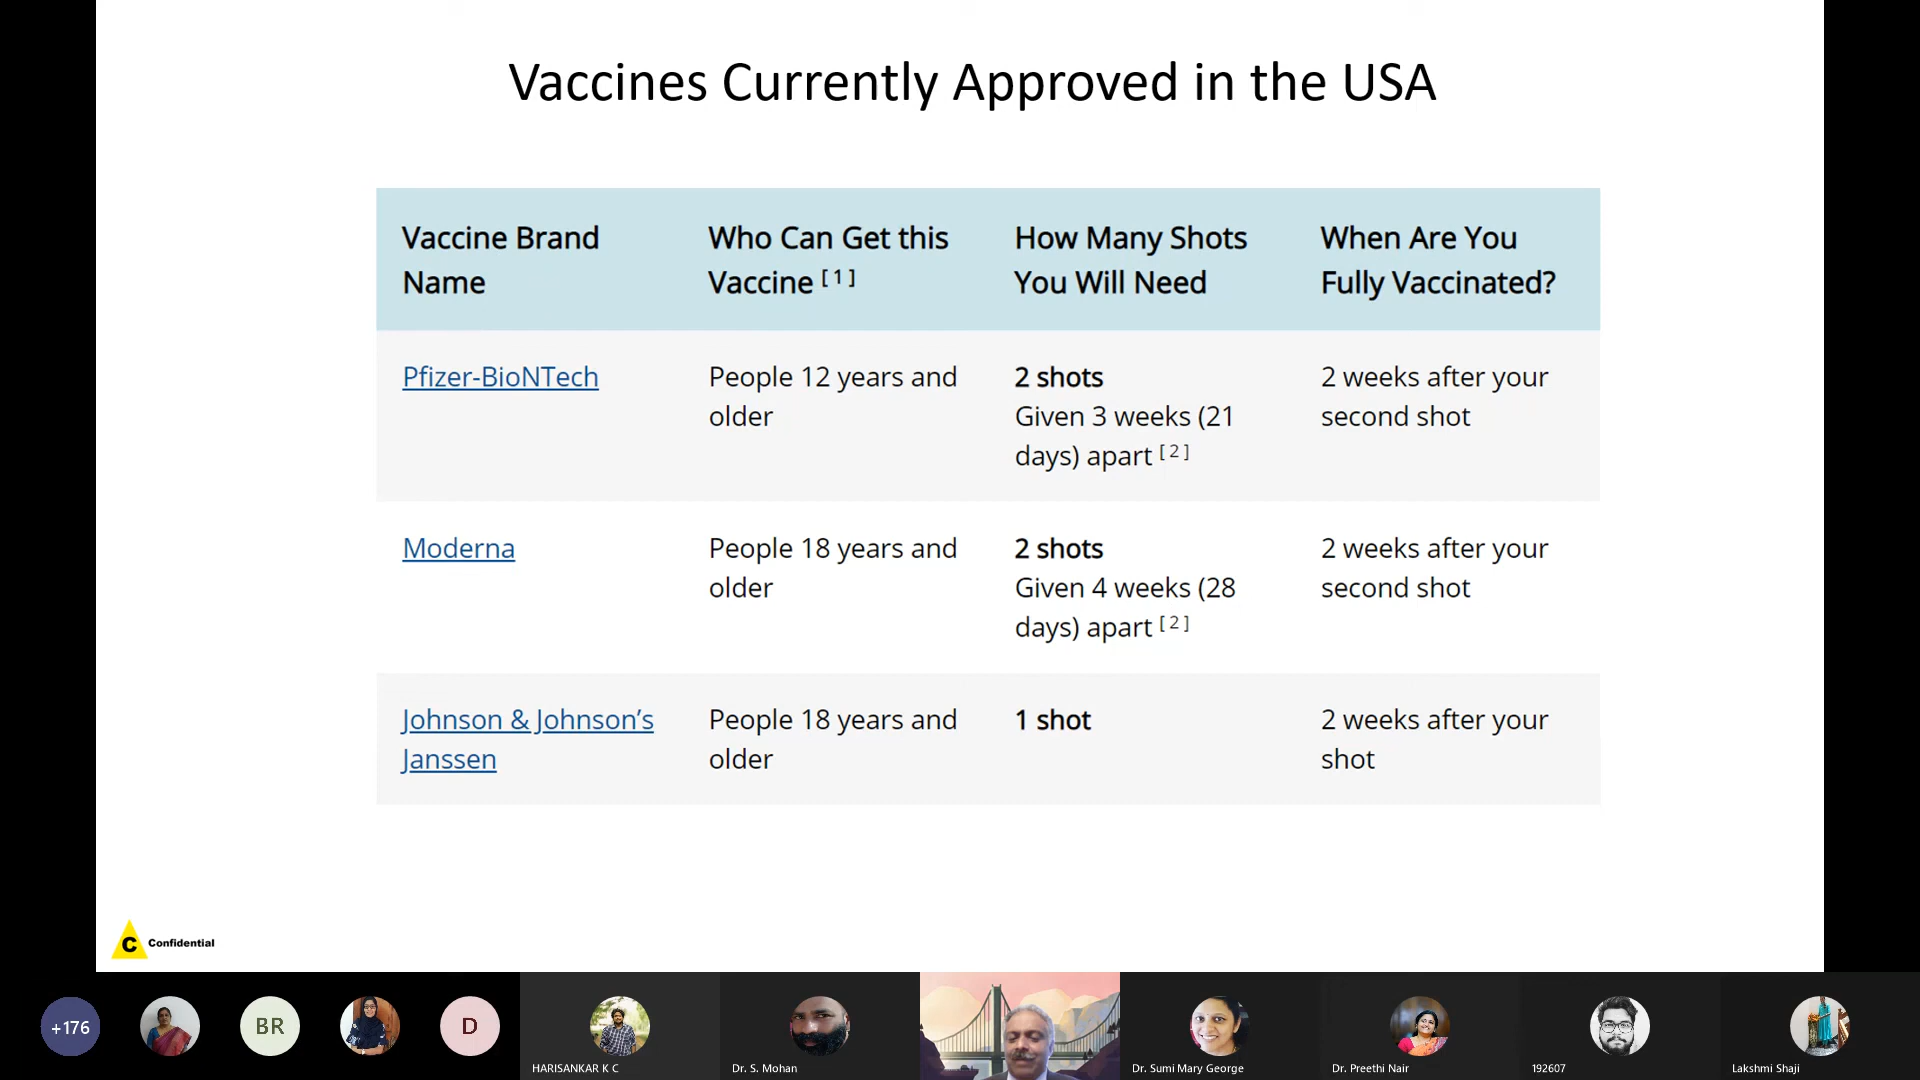 Vaccines Currently Approved in the USA
Vaccine Brand Name
Who Can Get this Vaccine [1]
How Many Shots You Will Need
When Are You Fully Vaccinated?
Pfizer-BioNTech
People 12 years and older
2 shots
Given 3 weeks (21 days) apart [2]
2 weeks after your second shot
Moderna
People 18 years and older
2 shots
Given 4 weeks (28 days) apart [2]
2 weeks after your second shot
Johnson & Johnson’s Janssen
People 18 years and older
1 shot
2 weeks after your shot
C Confidential
+176
BR
D
HARISANKAR K C
Dr. S. Mohan
Dr. Sumi Mary George
Dr. Preethi Nair
192607
Lakshmi Shaji